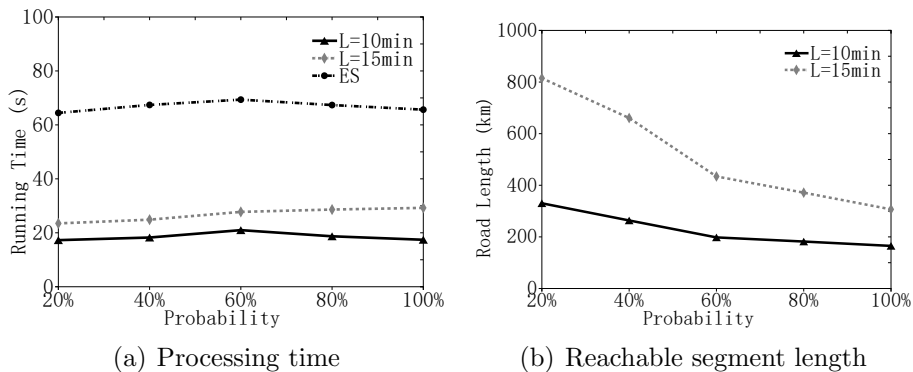 100
80
60
40
20
0
Running Time (s)
L=10min
L=15min
ES
20% 40% 60% 80% 100%
Probability
(a) Processing time
1000
800
600
400
200
0
Road Length (km)
L=10min
L=15min
20% 40% 60% 80% 100%
Probability
(b) Reachable segment length